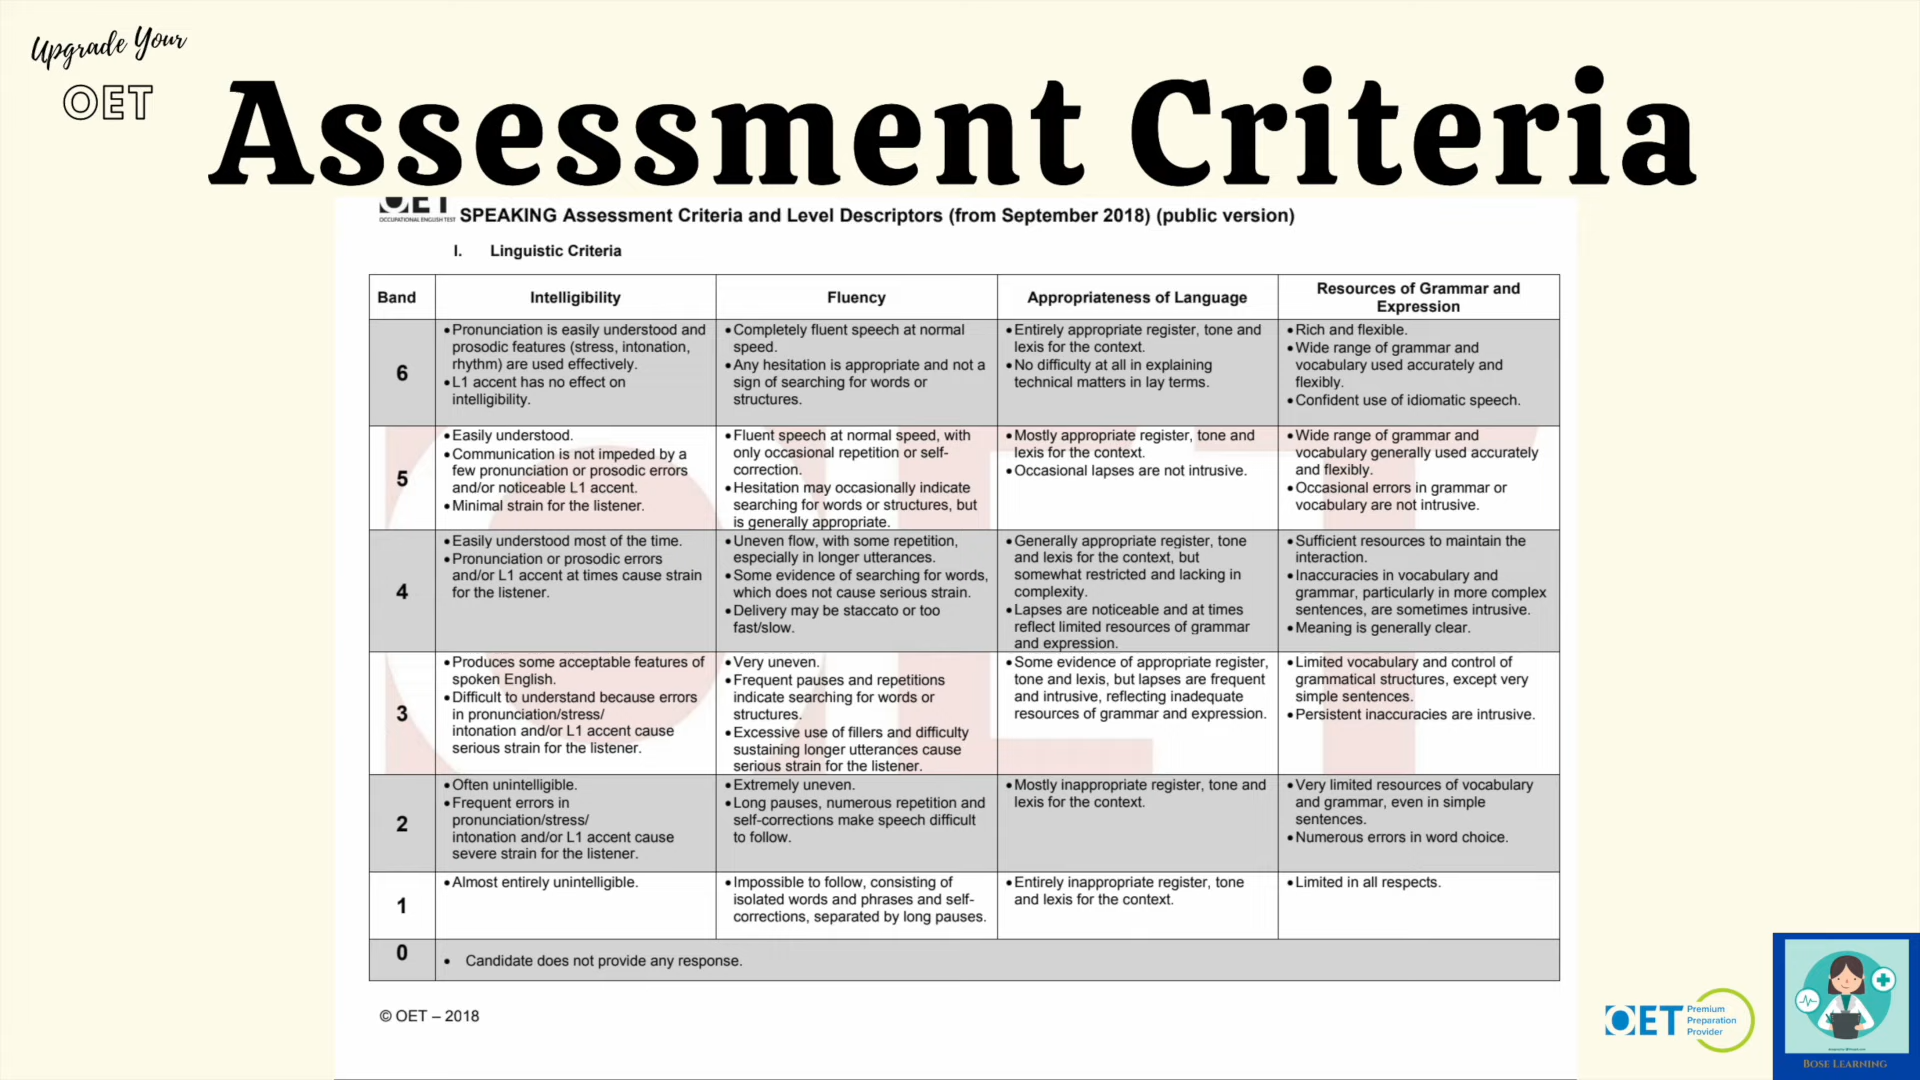 Upgrade Your
OET
Assessment Criteria
OET
OCCUPATIONAL ENGLISH TEST
SPEAKING Assessment Criteria and Level Descriptors (from September 2018) (public version)
I. Linguistic Criteria
Band
Intelligibility
Fluency
Appropriateness of Language
Resources of Grammar and
Expression
6
•Pronunciation is easily understood and
prosodic features (stress, intonation,
rhythm) are used effectively.
•L1 accent has no effect on
intelligibility.
•Completely fluent speech at normal
speed.
•Any hesitation is appropriate and not a
sign of searching for words or
structures.
•Entirely appropriate register, tone and
lexis for the context.
•No difficulty at all in explaining
technical matters in lay terms.
•Rich and flexible.
•Wide range of grammar and
vocabulary used accurately and
flexibly.
•Confident use of idiomatic speech.
5
•Easily understood.
•Communication is not impeded by a
few pronunciation or prosodic errors
and/or noticeable L1 accent.
•Minimal strain for the listener.
•Fluent speech at normal speed, with
only occasional repetition or self-
correction.
•Hesitation may occasionally indicate
searching for words or structures, but
is generally appropriate.
•Mostly appropriate register, tone and
lexis for the context.
•Occasional lapses are not intrusive.
•Wide range of grammar and
vocabulary generally used accurately
and flexibly.
•Occasional errors in grammar or
vocabulary are not intrusive.
4
•Easily understood most of the time.
•Pronunciation or prosodic errors
and/or L1 accent at times cause strain
for the listener.
•Uneven flow, with some repetition,
especially in longer utterances.
•Some evidence of searching for words,
which does not cause serious strain.
•Delivery may be staccato or too
fast/slow.
•Generally appropriate register, tone
and lexis for the context, but
somewhat restricted and lacking in
complexity.
•Lapses are noticeable and at times
reflect limited resources of grammar
and expression.
•Sufficient resources to maintain the
interaction.
•Inaccuracies in vocabulary and
grammar, particularly in more complex
sentences, are sometimes intrusive.
•Meaning is generally clear.
3
•Produces some acceptable features of
spoken English.
•Difficult to understand because errors
in pronunciation/stress/
intonation and/or L1 accent cause
serious strain for the listener.
•Very uneven.
•Frequent pauses and repetitions
indicate searching for words or
structures.
•Excessive use of fillers and difficulty
sustaining longer utterances cause
serious strain for the listener.
•Some evidence of appropriate register,
tone and lexis, but lapses are frequent
and intrusive, reflecting inadequate
resources of grammar and expression.
•Limited vocabulary and control of
grammatical structures, except very
simple sentences.
•Persistent inaccuracies are intrusive.
2
•Often unintelligible.
•Frequent errors in
pronunciation/stress/
intonation and/or L1 accent cause
severe strain for the listener.
•Extremely uneven.
•Long pauses, numerous repetition and
self-corrections make speech difficult
to follow.
•Mostly inappropriate register, tone and
lexis for the context.
•Very limited resources of vocabulary
and grammar, even in simple
sentences.
•Numerous errors in word choice.
1
•Almost entirely unintelligible.
•Impossible to follow, consisting of
isolated words and phrases and self-
corrections, separated by long pauses.
•Entirely inappropriate register, tone
and lexis for the context.
•Limited in all respects.
0
• Candidate does not provide any response.
© OET – 2018
OET
Premium
Preparation
Provider
BOSE LEARNING